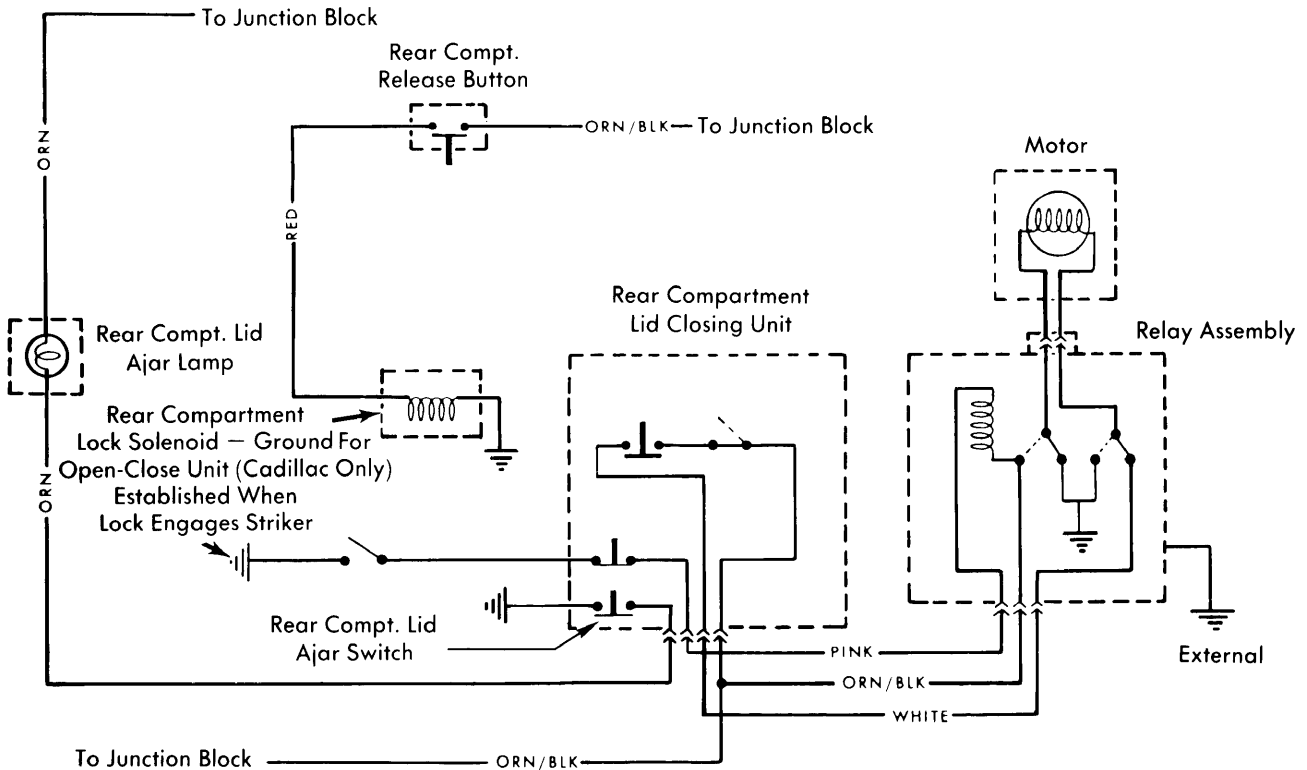 To Junction Block
Rear Compt.
Release Button
ORN/BLK
To Junction Block
ORN
RED
Motor
Rear Compartment
Lid Closing Unit
Relay Assembly
Rear Compt. Lid
Ajar Lamp
Rear Compartment
Lock Solenoid — Ground For
Open-Close Unit (Cadillac Only)
Established When
Lock Engages Striker
ORN
Rear Compt. Lid
Ajar Switch
PINK
External
ORN/BLK
WHITE
To Junction Block
ORN/BLK